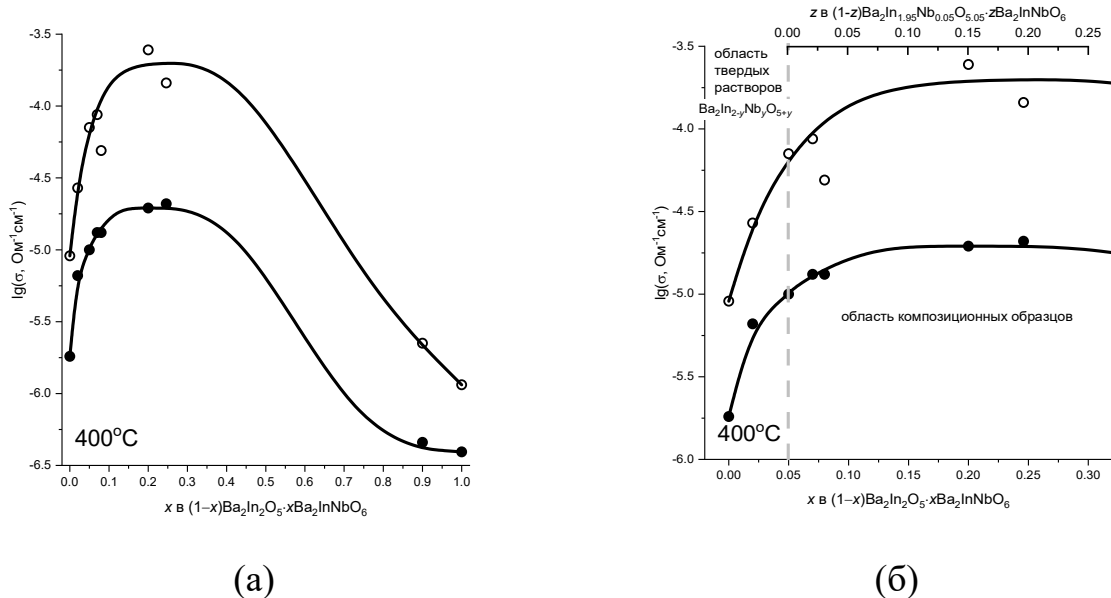 -3.5
-4.0
-4.5
-5.0
-5.5
-6.0
-6.5
lg(σ, Ом⁻¹см⁻¹)
400°C
0.0 0.1 0.2 0.3 0.4 0.5 0.6 0.7 0.8 0.9 1.0
x в (1–x)Ba₂In₂O₅·xBa₂InNbO₆
(а)
z в (1-z)Ba₂In₁.₉₅Nb₀.₀₅O₅.₀₅·zBa₂InNbO₆
0.00 0.05 0.10 0.15 0.20 0.25
область
твердых
растворов
Ba₂In₂₋yNbyO₅₊y
-3.5
-4.0
-4.5
-5.0
-5.5
-6.0
lg(σ, Ом⁻¹см⁻¹)
область композиционных образцов
400°C
0.00 0.05 0.10 0.15 0.20 0.25 0.30
x в (1–x)Ba₂In₂O₅·xBa₂InNbO₆
(б)